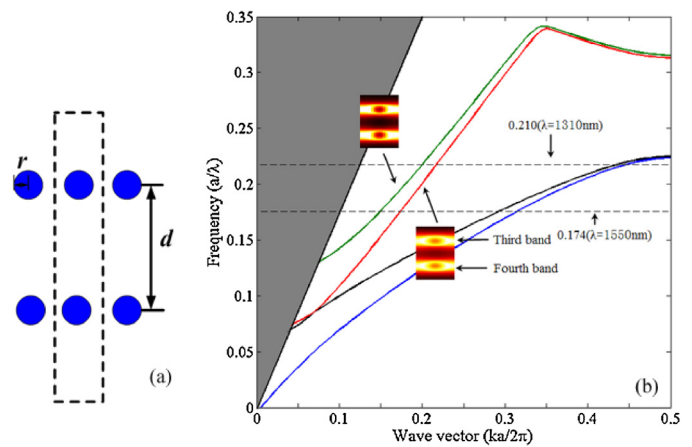 r
d
(a)
0.35
0.3
0.25
0.2
0.15
0.1
0.05
0
Frequency (a/λ)
0.210(λ=1310nm)
0.174(λ=1550nm)
Third band
Fourth band
(b)
0 0.1 0.2 0.3 0.4 0.5
Wave vector (ka/2π)